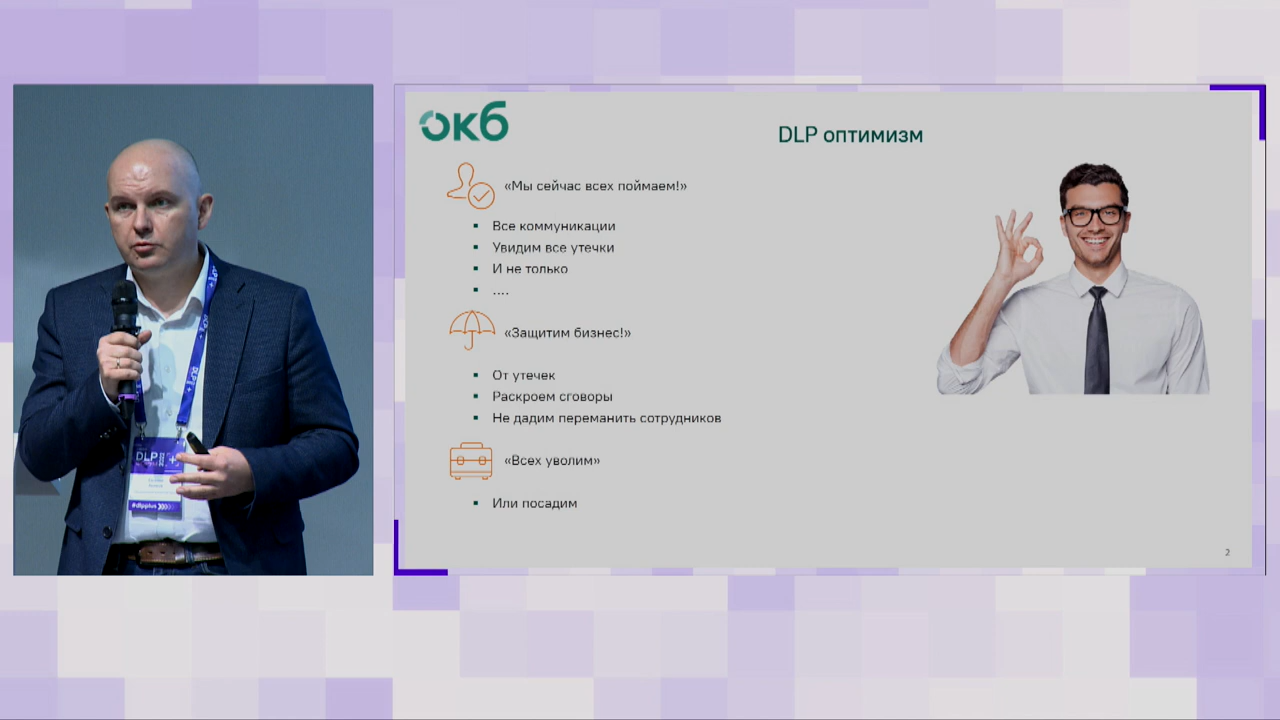 окб
DLP оптимизм
«Мы сейчас всех поймаем!»
Все коммуникации
Увидим все утечки
И не только
....
«Защитим бизнес!»
От утечек
Раскроем сговоры
Не дадим переманить сотрудников
«Всех уволим»
Или посадим
2
DLP
#dlpplus